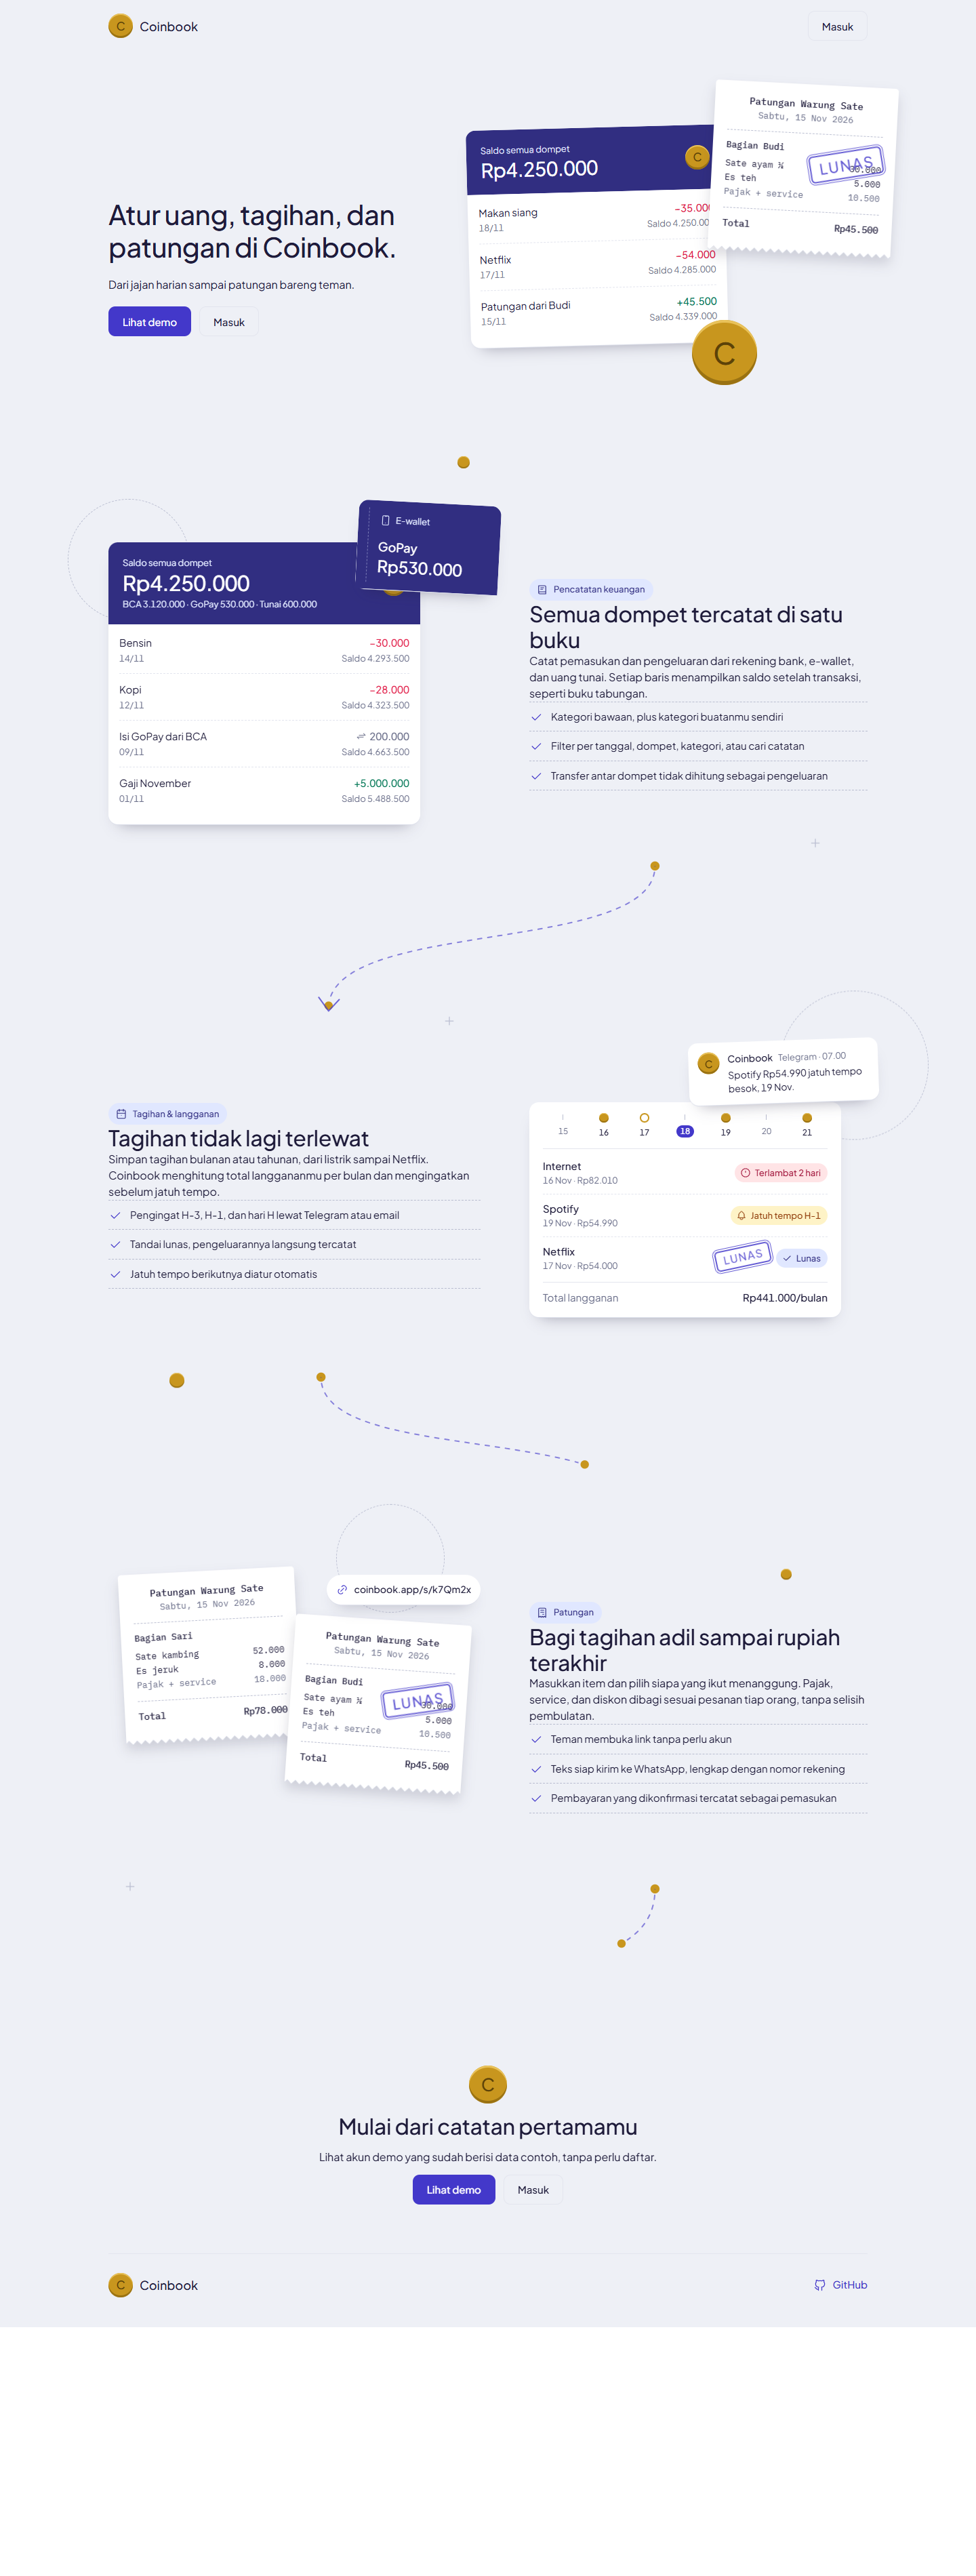 C Coinbook
Masuk
Atur uang, tagihan, dan
patungan di Coinbook.
Dari jajan harian sampai patungan bareng teman.
Lihat demo
Masuk
Saldo semua dompet
Rp4.250.000
C
Makan siang
−35.000
18/11
Saldo 4.250.000
Netflix
−54.000
17/11
Saldo 4.285.000
Patungan dari Budi
+45.500
15/11
Saldo 4.339.000
C
Patungan Warung Sate
Sabtu, 15 Nov 2026
Bagian Budi
LUNAS
Sate ayam ¾
30.000
Es teh
5.000
Pajak + service
10.500
Total
Rp45.500
Saldo semua dompet
Rp4.250.000
BCA 3.120.000 · GoPay 530.000 · Tunai 600.000
E-wallet
GoPay
Rp530.000
Bensin
−30.000
14/11
Saldo 4.293.500
Kopi
−28.000
12/11
Saldo 4.323.500
Isi GoPay dari BCA
200.000
09/11
Saldo 4.663.500
Gaji November
+5.000.000
01/11
Saldo 5.488.500
Pencatatan keuangan
Semua dompet tercatat di satu
buku
Catat pemasukan dan pengeluaran dari rekening bank, e-wallet,
dan uang tunai. Setiap baris menampilkan saldo setelah transaksi,
seperti buku tabungan.
Kategori bawaan, plus kategori buatanmu sendiri
Filter per tanggal, dompet, kategori, atau cari catatan
Transfer antar dompet tidak dihitung sebagai pengeluaran
Tagihan & langganan
Tagihan tidak lagi terlewat
Simpan tagihan bulanan atau tahunan, dari listrik sampai Netflix.
Coinbook menghitung total langgananmu per bulan dan mengingatkan
sebelum jatuh tempo.
Pengingat H-3, H-1, dan hari H lewat Telegram atau email
Tandai lunas, pengeluarannya langsung tercatat
Jatuh tempo berikutnya diatur otomatis
C
Coinbook Telegram · 07.00
Spotify Rp54.990 jatuh tempo
besok, 19 Nov.
15 16 17 18 19 20 21
Internet
16 Nov · Rp82.010
Terlambat 2 hari
Spotify
19 Nov · Rp54.990
Jatuh tempo H-1
Netflix
17 Nov · Rp54.000
LUNAS
Lunas
Total langganan
Rp441.000/bulan
Patungan Warung Sate
Sabtu, 15 Nov 2026
Bagian Sari
Sate kambing
52.000
Es jeruk
8.000
Pajak + service
18.000
Total
Rp78.000
coinbook.app/s/k7Qm2x
Patungan Warung Sate
Sabtu, 15 Nov 2026
Bagian Budi
LUNAS
Sate ayam ¾
30.000
Es teh
5.000
Pajak + service
10.500
Total
Rp45.500
Patungan
Bagi tagihan adil sampai rupiah
terakhir
Masukkan item dan pilih siapa yang ikut menanggung. Pajak,
service, dan diskon dibagi sesuai pesanan tiap orang, tanpa selisih
pembulatan.
Teman membuka link tanpa perlu akun
Teks siap kirim ke WhatsApp, lengkap dengan nomor rekening
Pembayaran yang dikonfirmasi tercatat sebagai pemasukan
C
Mulai dari catatan pertamamu
Lihat akun demo yang sudah berisi data contoh, tanpa perlu daftar.
Lihat demo
Masuk
C Coinbook
GitHub